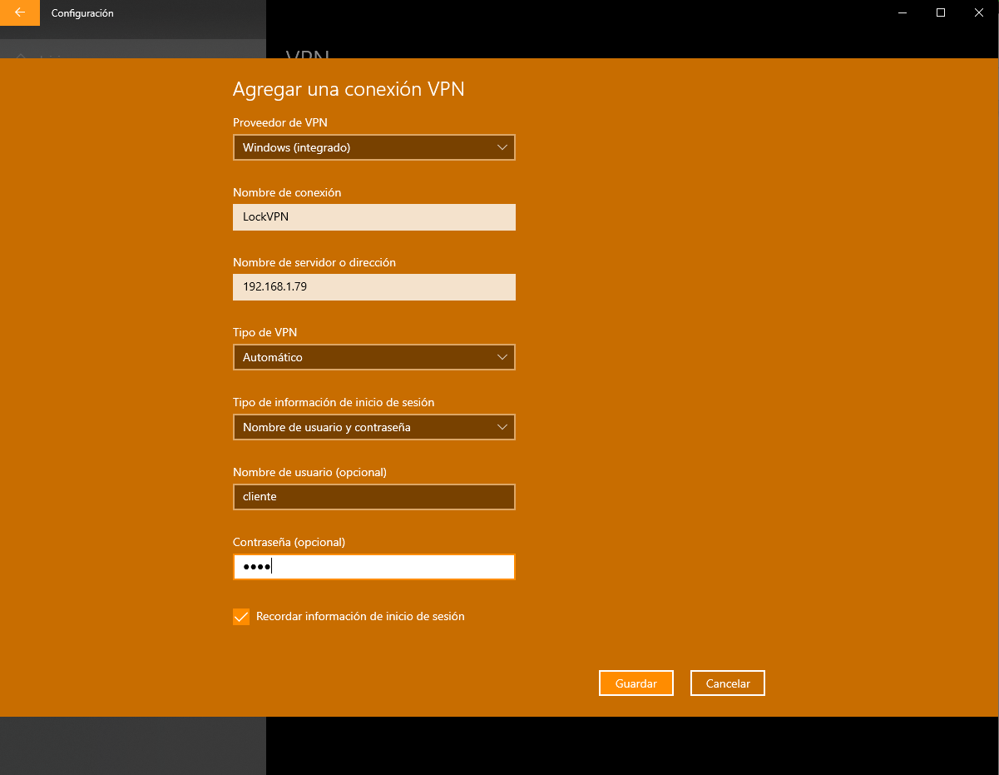 Configuración
VPN
Agregar una conexión VPN
Proveedor de VPN
Windows (integrado)
Nombre de conexión
LockVPN
Nombre de servidor o dirección
192.168.1.79
Tipo de VPN
Automático
Tipo de información de inicio de sesión
Nombre de usuario y contraseña
Nombre de usuario (opcional)
cliente
Contraseña (opcional)
●●●●
Recordar información de inicio de sesión
Guardar
Cancelar